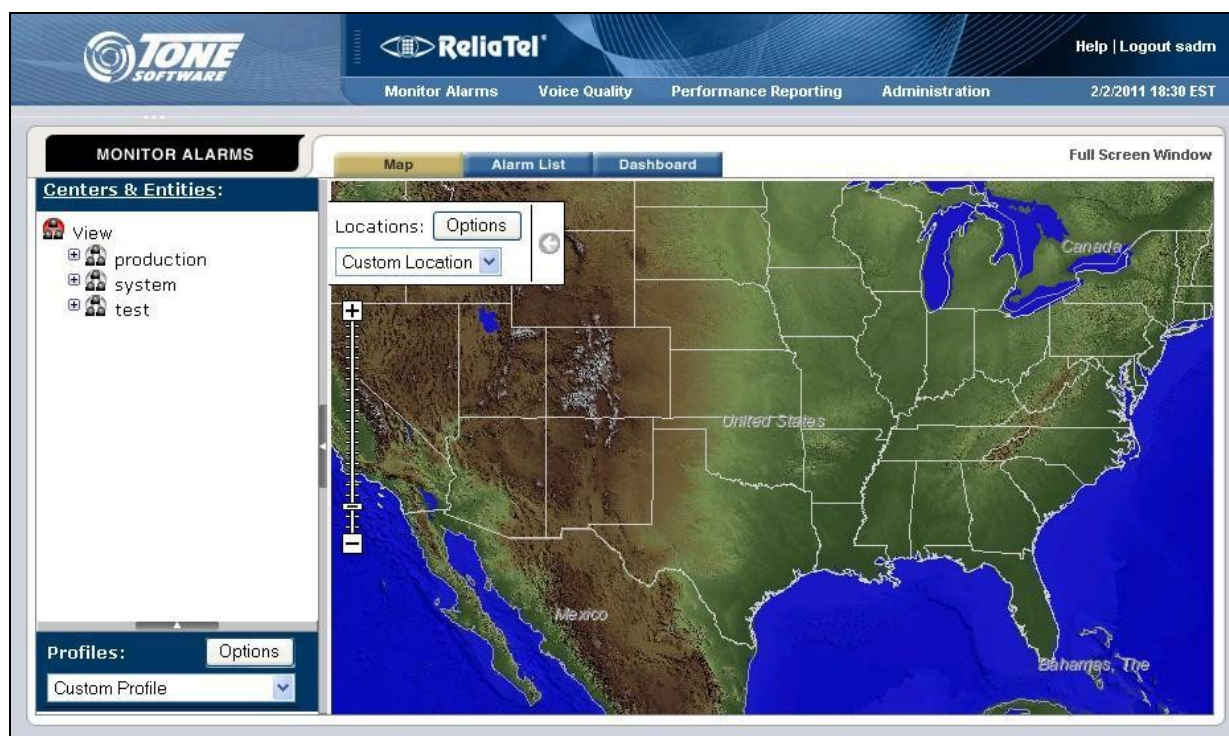 TONE
SOFTWARE
ReliaTel
Help | Logout sadm
Monitor Alarms Voice Quality Performance Reporting Administration 2/2/2011 18:30 EST
MONITOR ALARMS
Map Alarm List Dashboard Full Screen Window
Centers & Entities:
View
production
system
test
Locations: Options
Custom Location
Canada
United States
Mexico
Bahamas, The
Profiles: Options
Custom Profile